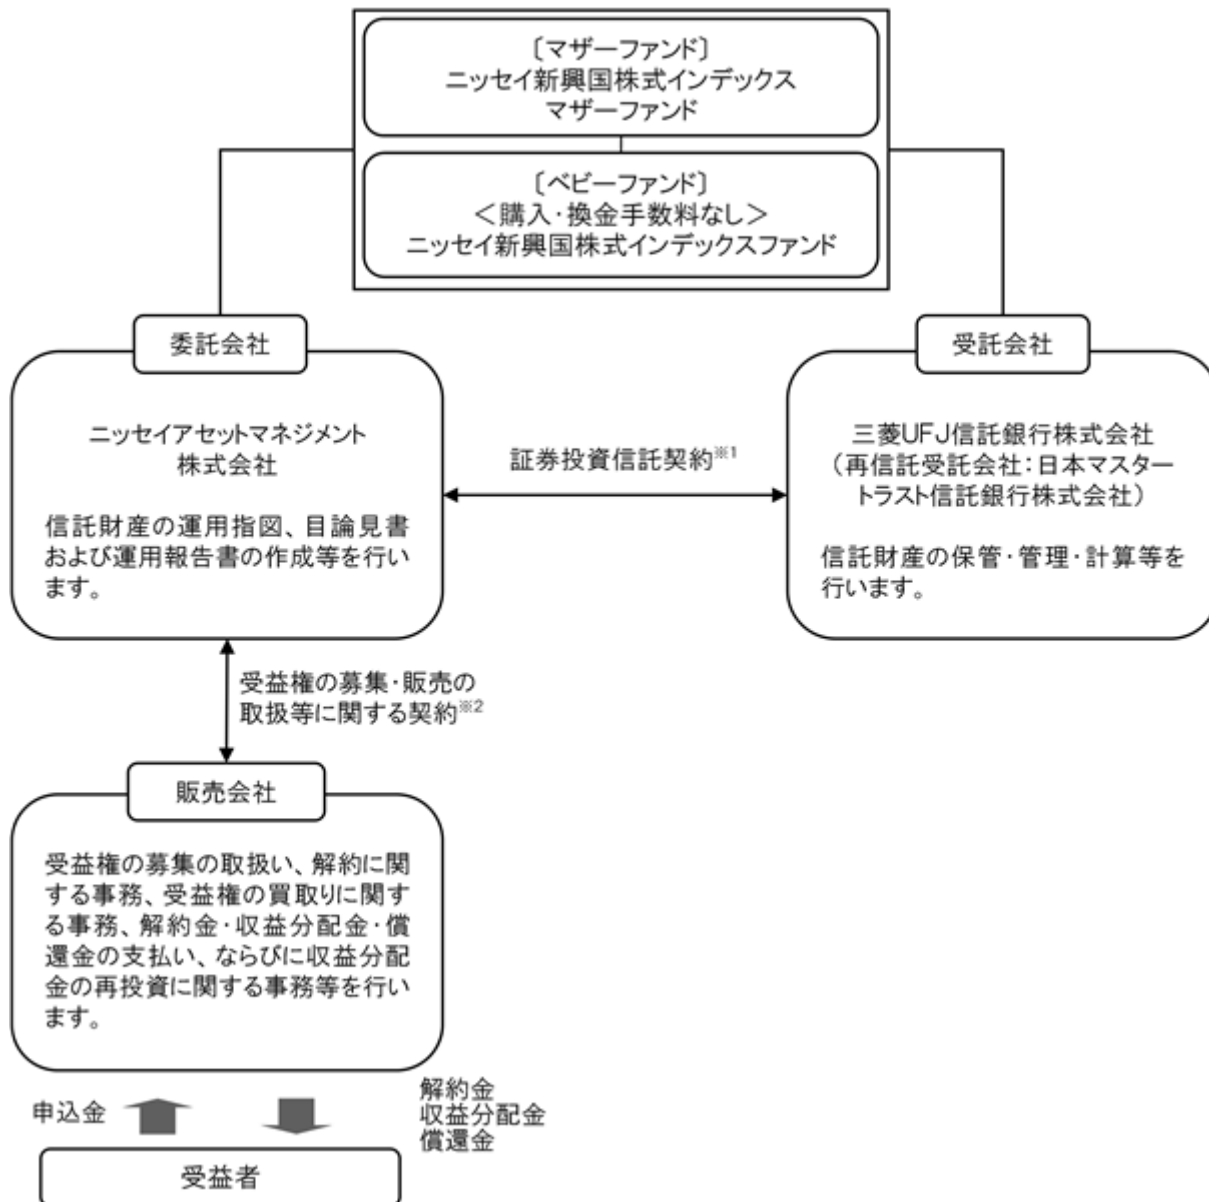 〔マザーファンド〕
ニッセイ新興国株式インデックス
マザーファンド
〔ベビーファンド〕
＜購入・換金手数料なし＞
ニッセイ新興国株式インデックスファンド
委託会社
ニッセイアセットマネジメント
株式会社
信託財産の運用指図、目論見書
および運用報告書の作成等を行い
ます。
証券投資信託契約※1
受託会社
三菱UFJ信託銀行株式会社
（再信託受託会社：日本マスター
トラスト信託銀行株式会社）
信託財産の保管・管理・計算等を
行います。
受益権の募集・販売の
取扱等に関する契約※2
販売会社
受益権の募集の取扱い、解約に関
する事務、受益権の買取りに関す
る事務、解約金・収益分配金・償
還金の支払い、ならびに収益分配
金の再投資に関する事務等を行い
ます。
申込金
解約金
収益分配金
償還金
受益者